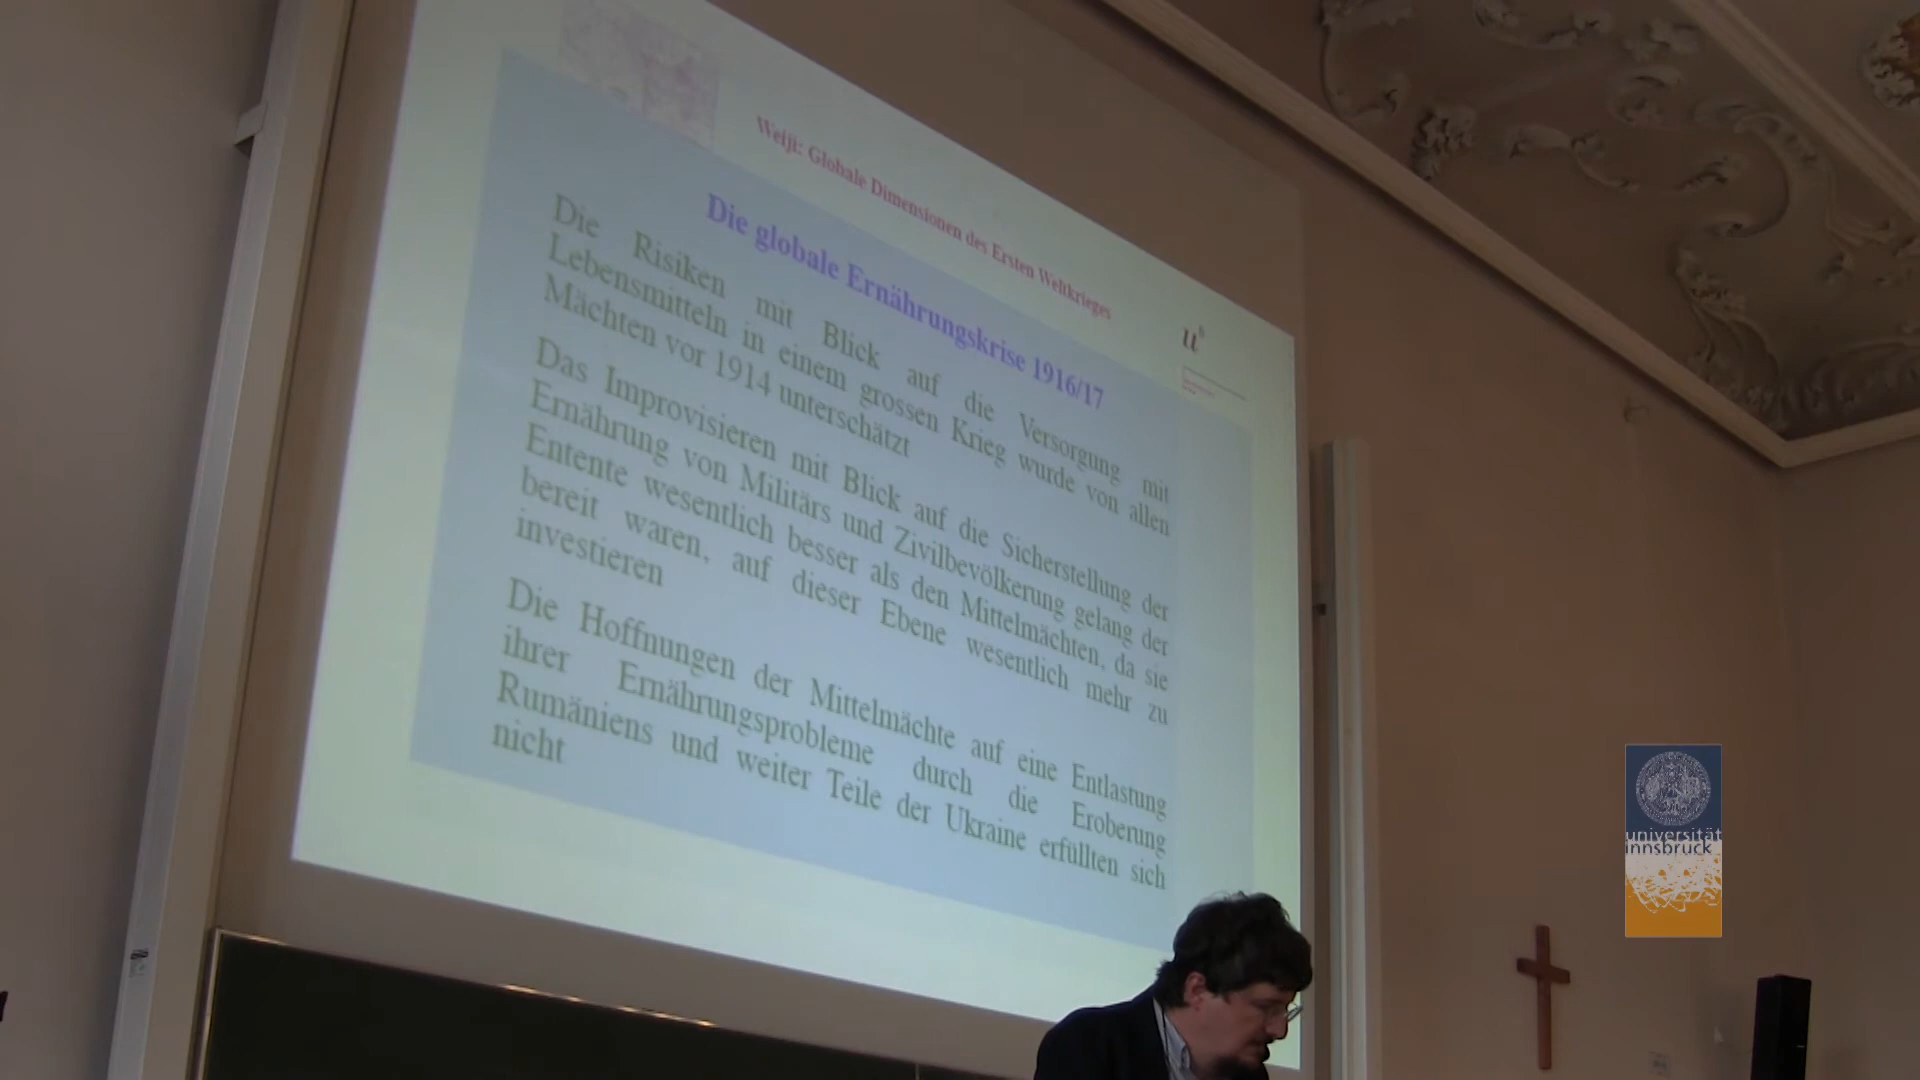 Weiji: Globale Dimensionen des Ersten Weltkrieges
u
b
Die globale Ernährungskrise 1916/17
Die Risiken mit Blick auf die Versorgung mit
Lebensmitteln in einem grossen Krieg wurde von allen
Mächten vor 1914 unterschätzt
Das Improvisieren mit Blick auf die Sicherstellung der
Ernährung von Militärs und Zivilbevölkerung gelang der
Entente wesentlich besser als den Mittelmächten, da sie
bereit waren, auf dieser Ebene wesentlich mehr zu
investieren
Die Hoffnungen der Mittelmächte auf eine Entlastung
ihrer Ernährungsprobleme durch die Eroberung
Rumäniens und weiter Teile der Ukraine erfüllten sich
nicht
universität
innsbruck